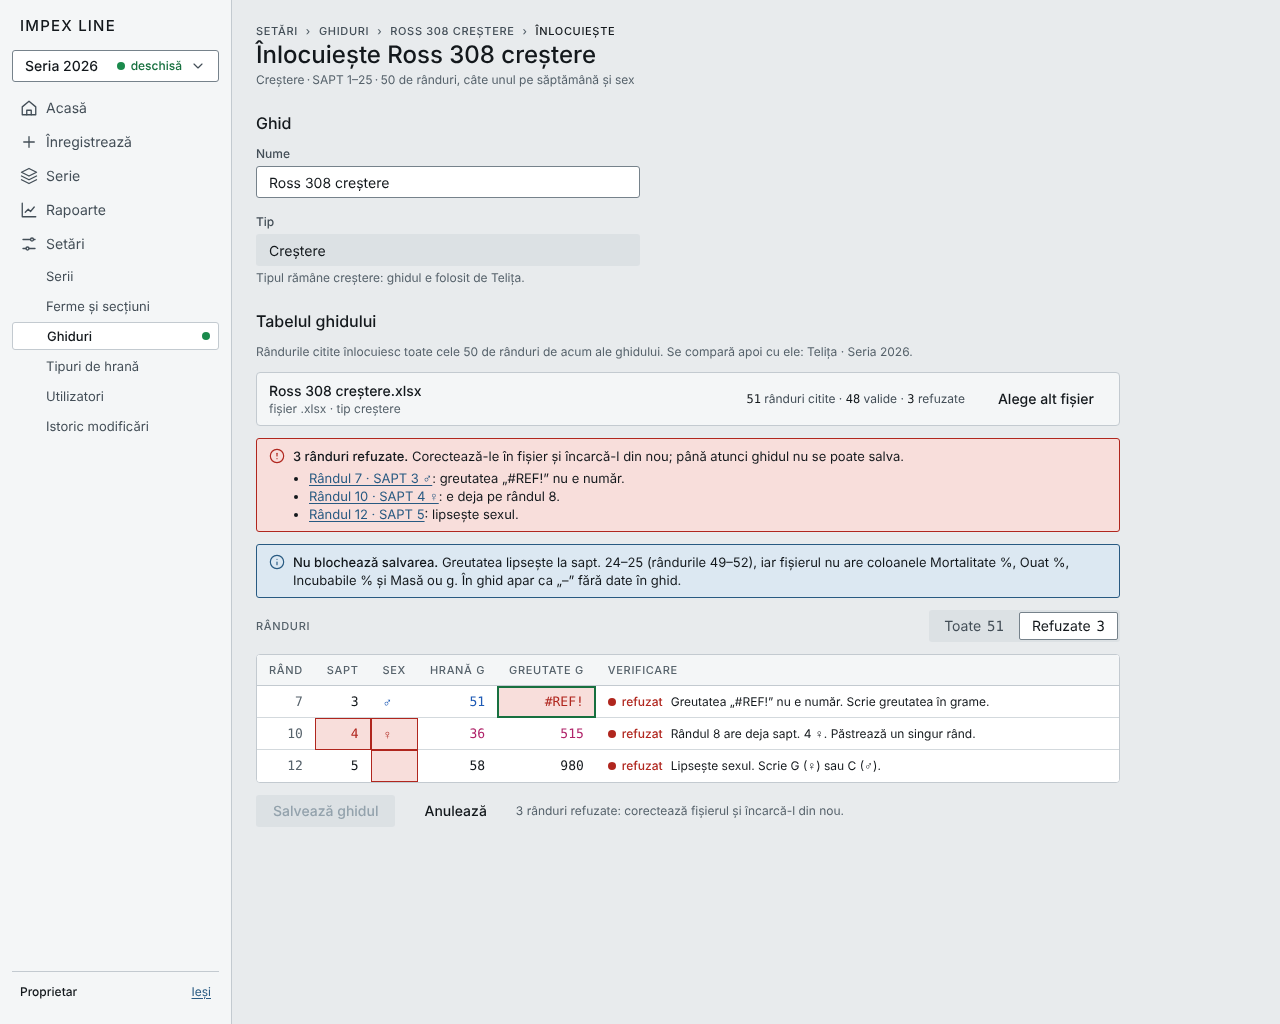 IMPEX LINE
Seria 2026 deschisă
Acasă
Înregistrează
Serie
Rapoarte
Setări
Serii
Ferme și secțiuni
Ghiduri
Tipuri de hrană
Utilizatori
Istoric modificări
Proprietar Ieși
SETĂRI › GHIDURI › ROSS 308 CREȘTERE › ÎNLOCUIEȘTE
Înlocuiește Ross 308 creștere
Creștere · SAPT 1–25 · 50 de rânduri, câte unul pe săptămână și sex
Ghid
Nume
Ross 308 creștere
Tip
Creștere
Tipul rămâne creștere: ghidul e folosit de Telița.
Tabelul ghidului
Rândurile citite înlocuiesc toate cele 50 de rânduri de acum ale ghidului. Se compară apoi cu ele: Telița · Seria 2026.
Ross 308 creștere.xlsx
fișier .xlsx · tip creștere
51 rânduri citite · 48 valide · 3 refuzate
Alege alt fișier
3 rânduri refuzate. Corectează-le în fișier și încarcă-l din nou; până atunci ghidul nu se poate salva.
• Rândul 7 · SAPT 3 ♂: greutatea „#REF!” nu e număr.
• Rândul 10 · SAPT 4 ♀: e deja pe rândul 8.
• Rândul 12 · SAPT 5: lipsește sexul.
Nu blochează salvarea. Greutatea lipsește la sapt. 24–25 (rândurile 49–52), iar fișierul nu are coloanele Mortalitate %, Ouat %,
Incubabile % și Masă ou g. În ghid apar ca „–” fără date în ghid.
RÂNDURI
Toate 51 Refuzate 3
RÂND SAPT SEX HRANĂ G GREUTATE G VERIFICARE
7 3 ♂ 51 #REF! refuzat Greutatea „#REF!” nu e număr. Scrie greutatea în grame.
10 4 ♀ 36 515 refuzat Rândul 8 are deja sapt. 4 ♀. Păstrează un singur rând.
12 5 58 980 refuzat Lipsește sexul. Scrie G (♀) sau C (♂).
Salvează ghidul Anulează 3 rânduri refuzate: corectează fișierul și încarcă-l din nou.